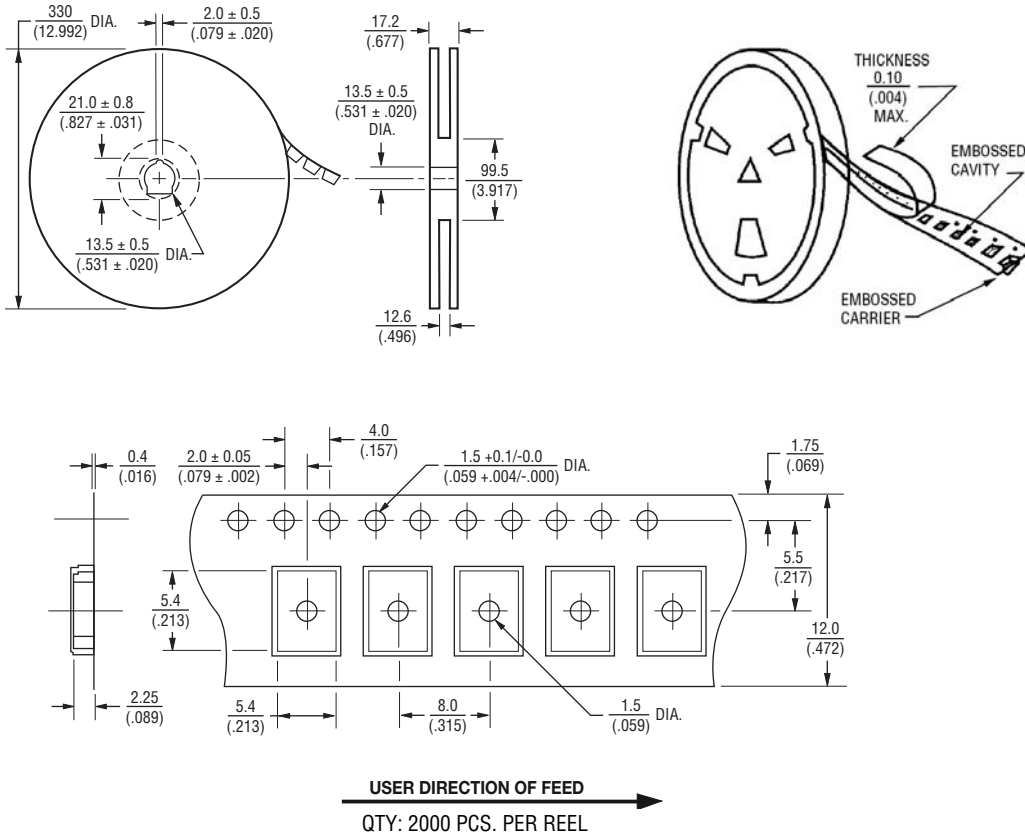 330
(12.992) DIA.
2.0 ± 0.5
(.079 ± .020)
21.0 ± 0.8
(.827 ± .031)
13.5 ± 0.5
(.531 ± .020) DIA.
17.2
(.677)
13.5 ± 0.5
(.531 ± .020)
DIA.
99.5
(3.917)
12.6
(.496)
THICKNESS
0.10
(.004)
MAX.
EMBOSSED
CAVITY
EMBOSSED
CARRIER
0.4
(.016)
2.0 ± 0.05
(.079 ± .002)
4.0
(.157)
1.5 +0.1/-0.0
(.059 +.004/-.000) DIA.
1.75
(.069)
5.5
(.217)
12.0
(.472)
5.4
(.213)
2.25
(.089)
5.4
(.213)
8.0
(.315)
1.5
(.059) DIA.
USER DIRECTION OF FEED
QTY: 2000 PCS. PER REEL